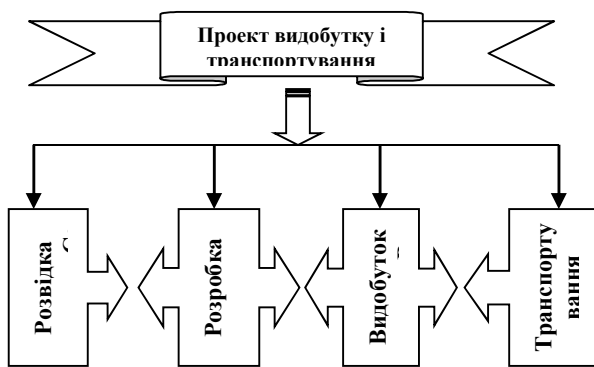 Проект видобутку і
транспортування
Розвідка
Розробка
Видобуток
Транспорту
вання